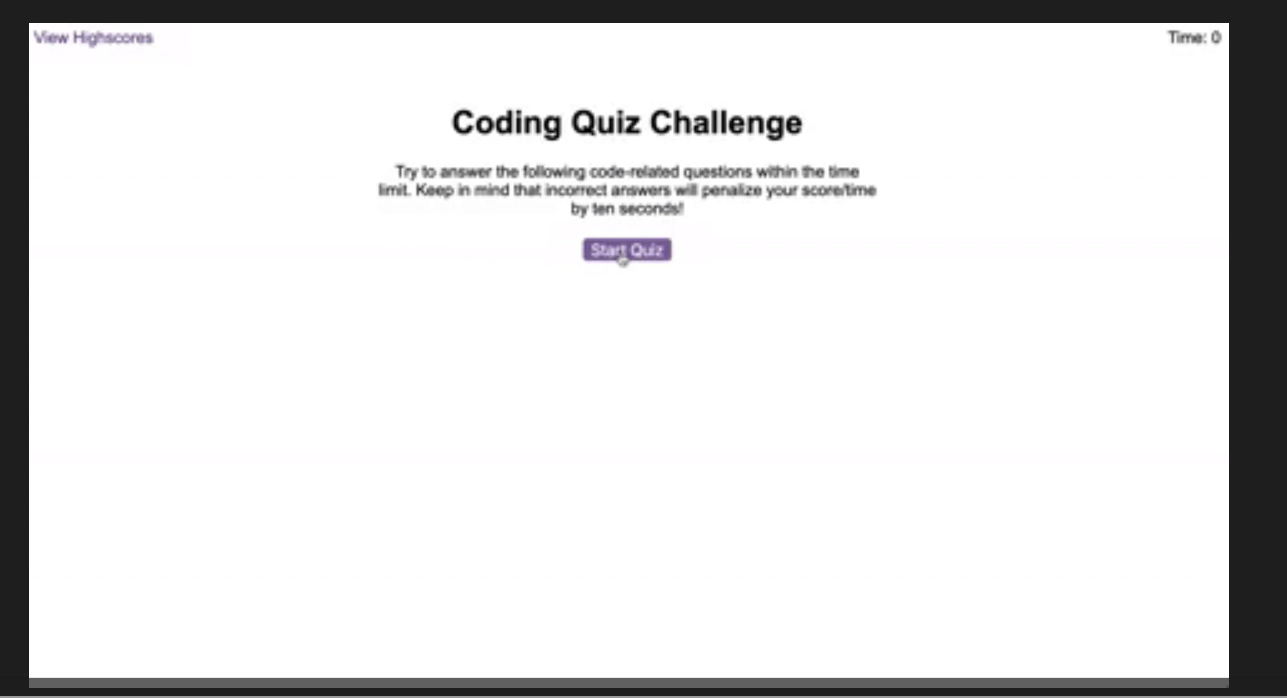 View Highscores
Time: 0
Coding Quiz Challenge
Try to answer the following code-related questions within the time
limit. Keep in mind that incorrect answers will penalize your score/time
by ten seconds!
Start Quiz